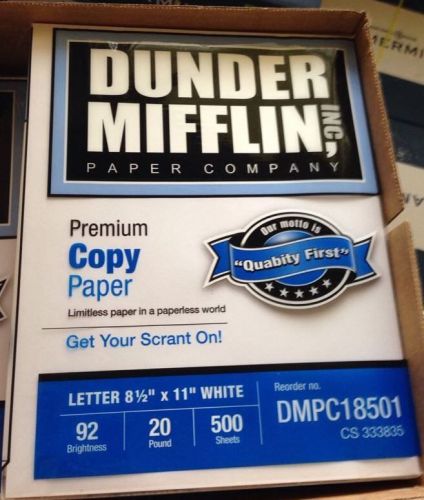 DUNDER
MIFFLIN, INC.
PAPER COMPANY
Premium
Copy
Paper
Limitless paper in a paperless world
Get Your Scrant On!
Our motto is
"Quabity First"
LETTER 8½" x 11" WHITE
92 20 500
Brightness Pound Sheets
Reorder no.
DMPC18501
CS 333835
ERMI